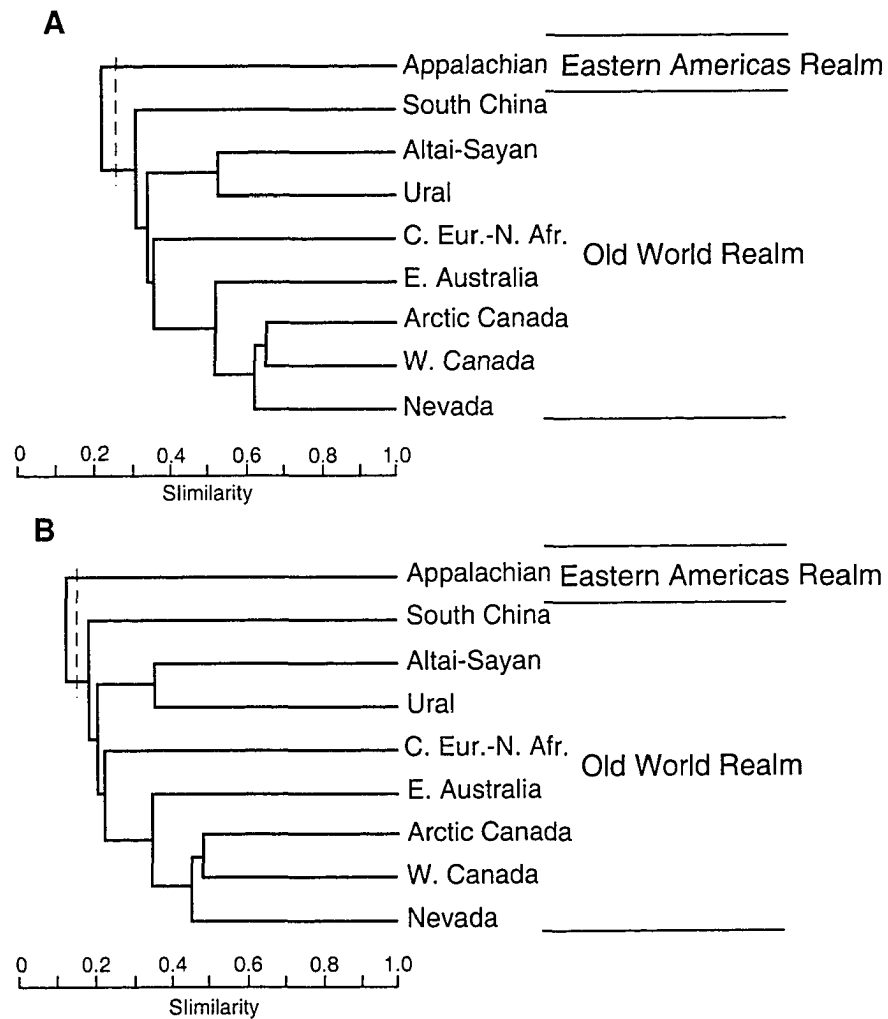 A
Appalachian Eastern Americas Realm
South China
Altai-Sayan
Ural
C. Eur.-N. Afr.
Old World Realm
E. Australia
Arctic Canada
W. Canada
Nevada
0 0.2 0.4 0.6 0.8 1.0
Slimilarity
B
Appalachian Eastern Americas Realm
South China
Altai-Sayan
Ural
C. Eur.-N. Afr.
Old World Realm
E. Australia
Arctic Canada
W. Canada
Nevada
0 0.2 0.4 0.6 0.8 1.0
Slimilarity